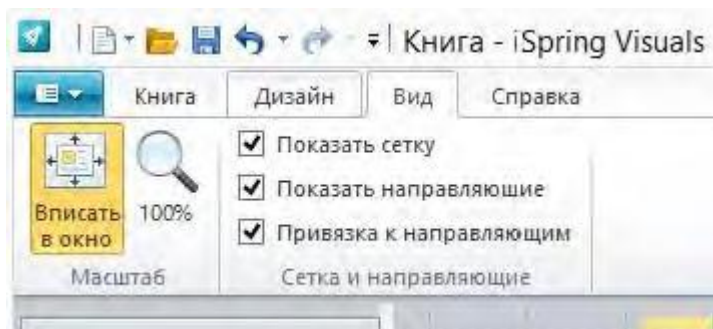 Книга - iSpring Visuals
Книга Дизайн Вид Справка
Вписать
в окно
100%
Показать сетку
Показать направляющие
Привязка к направляющим
Масштаб
Сетка и направляющие